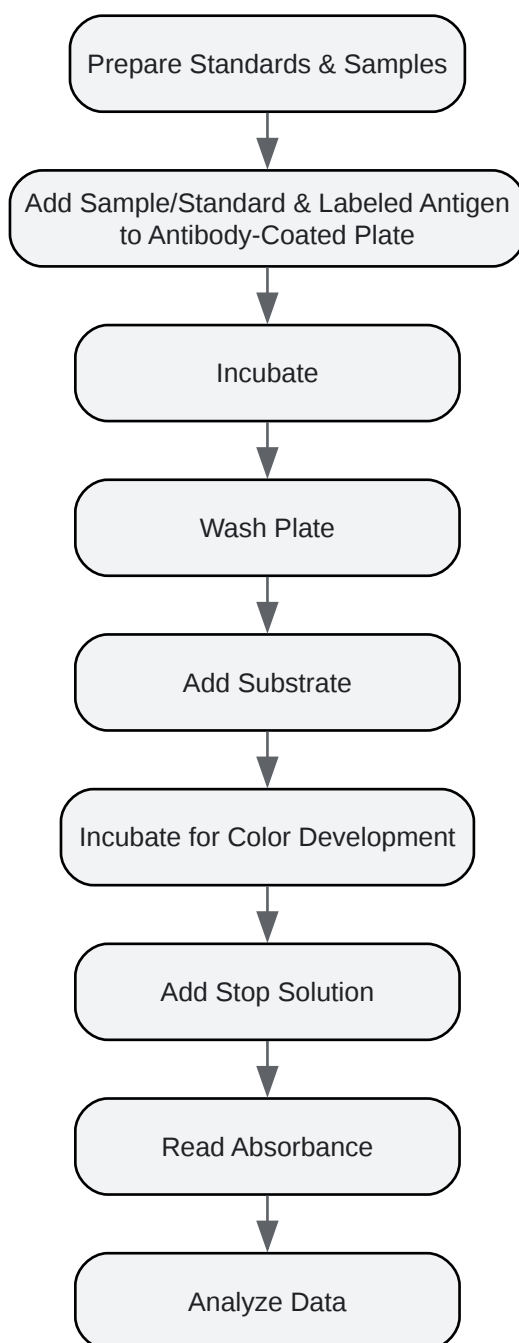 Prepare Standards & Samples
Add Sample/Standard & Labeled Antigen
to Antibody-Coated Plate
Incubate
Wash Plate
Add Substrate
Incubate for Color Development
Add Stop Solution
Read Absorbance
Analyze Data